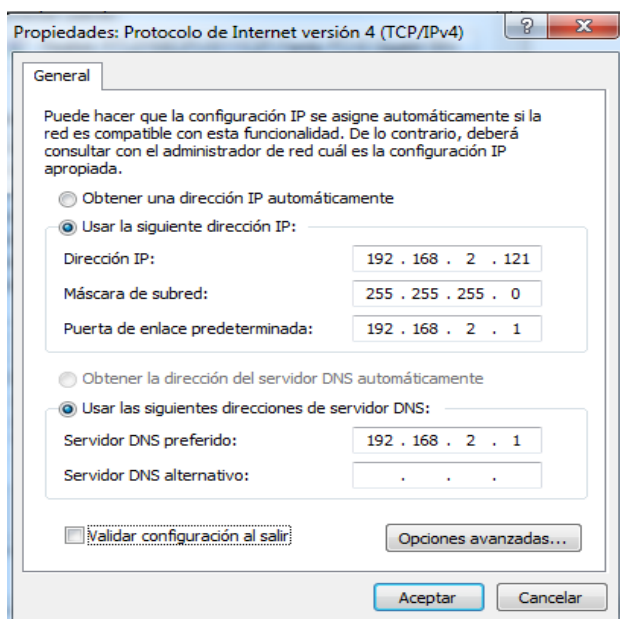 Propiedades: Protocolo de Internet versión 4 (TCP/IPv4)
General
Puede hacer que la configuración IP se asigne automáticamente si la
red es compatible con esta funcionalidad. De lo contrario, deberá
consultar con el administrador de red cuál es la configuración IP
apropiada.
Obtener una dirección IP automáticamente
Usar la siguiente dirección IP:
Dirección IP: 192 . 168 . 2 . 121
Máscara de subred: 255 . 255 . 255 . 0
Puerta de enlace predeterminada: 192 . 168 . 2 . 1
Obtener la dirección del servidor DNS automáticamente
Usar las siguientes direcciones de servidor DNS:
Servidor DNS preferido: 192 . 168 . 2 . 1
Servidor DNS alternativo: . . .
Validar configuración al salir Opciones avanzadas...
Aceptar Cancelar